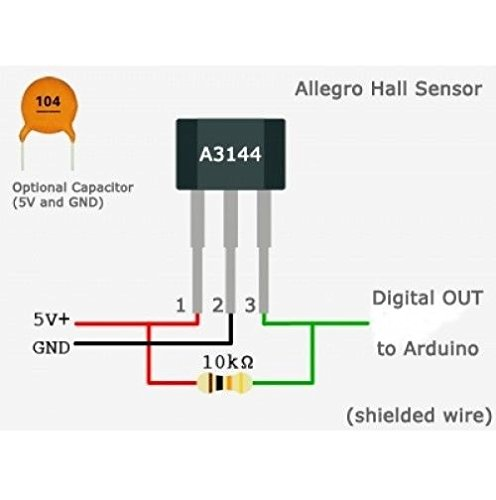 Allegro Hall Sensor
104
A3144
Optional Capacitor
(5V and GND)
1 2 3
Digital OUT
5V+
GND
to Arduino
10kΩ
(shielded wire)